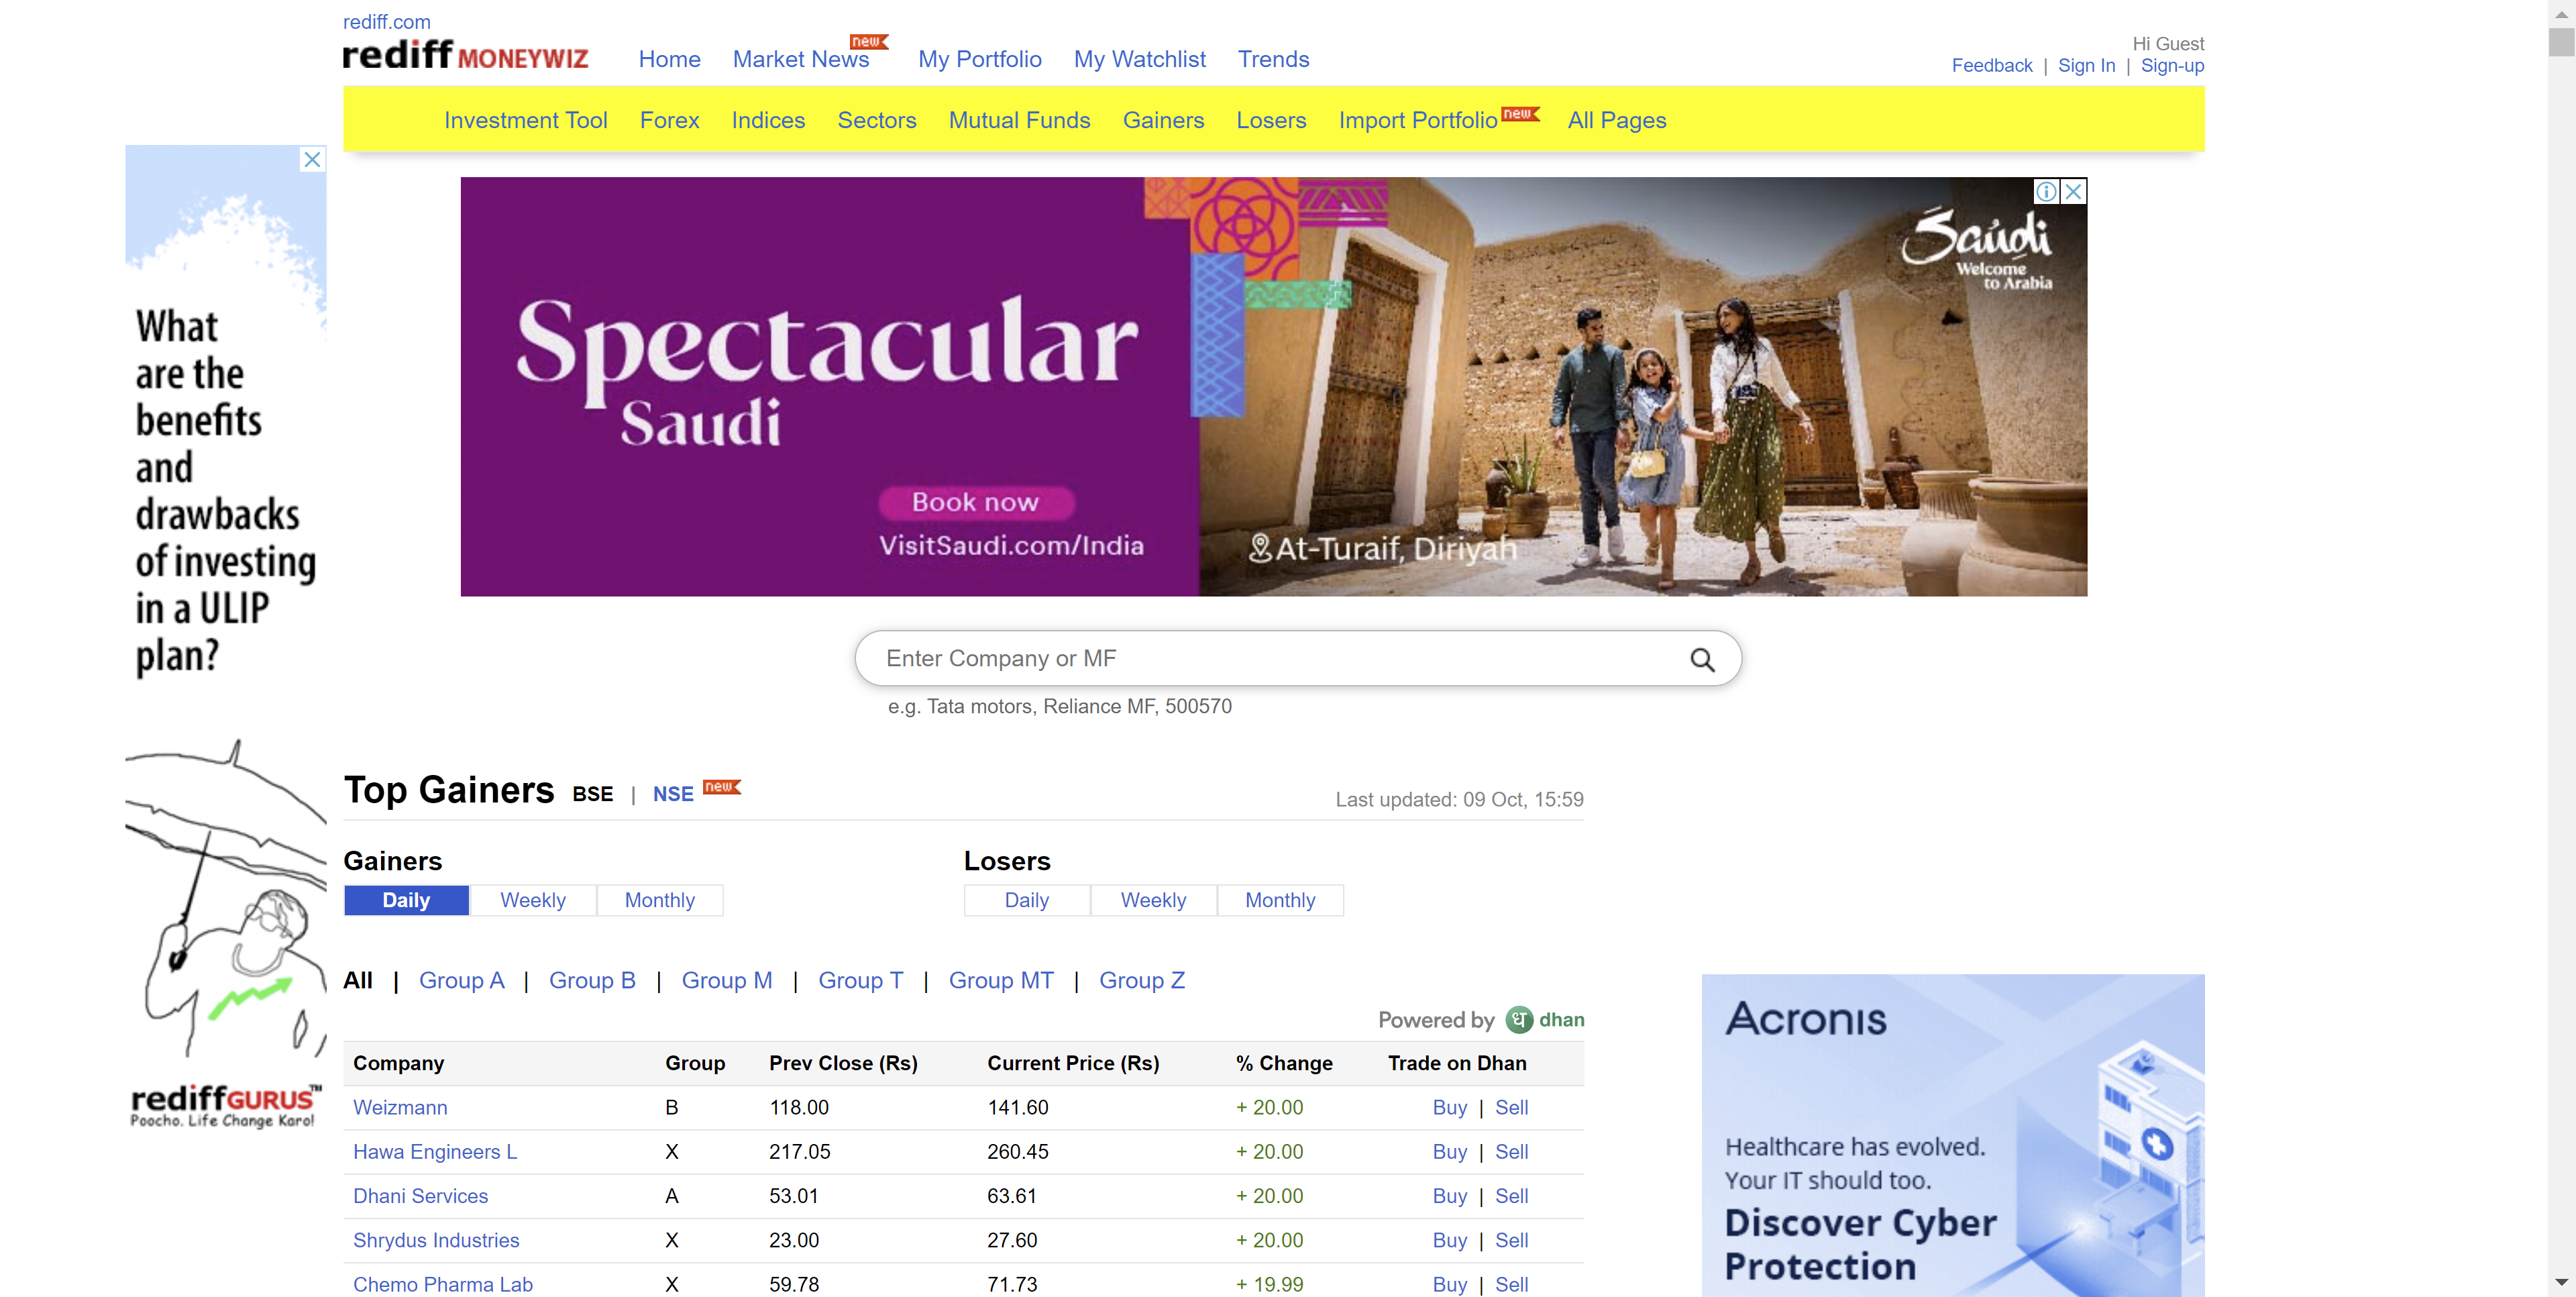 rediff.com
rediff MONEYWIZ
Home Market News new My Portfolio My Watchlist Trends
Hi Guest
Feedback | Sign In | Sign-up
Investment Tool Forex Indices Sectors Mutual Funds Gainers Losers Import Portfolio new All Pages
What
are the
benefits
and
drawbacks
of investing
in a ULIP
plan?
rediffGURUS™
Poocho. Life Change Karo!
Spectacular
Saudi
Book now
VisitSaudi.com/India
Saudi
Welcome
to Arabia
At-Turaif, Diriyah
Enter Company or MF
e.g. Tata motors, Reliance MF, 500570
Top Gainers BSE | NSE new
Last updated: 09 Oct, 15:59
Gainers
Daily Weekly Monthly
Losers
Daily Weekly Monthly
All | Group A | Group B | Group M | Group T | Group MT | Group Z
Powered by ध dhan
Company Group Prev Close (Rs) Current Price (Rs) % Change Trade on Dhan
Weizmann B 118.00 141.60 + 20.00 Buy | Sell
Hawa Engineers L X 217.05 260.45 + 20.00 Buy | Sell
Dhani Services A 53.01 63.61 + 20.00 Buy | Sell
Shrydus Industries X 23.00 27.60 + 20.00 Buy | Sell
Chemo Pharma Lab X 59.78 71.73 + 19.99 Buy | Sell
Acronis
Healthcare has evolved.
Your IT should too.
Discover Cyber
Protection